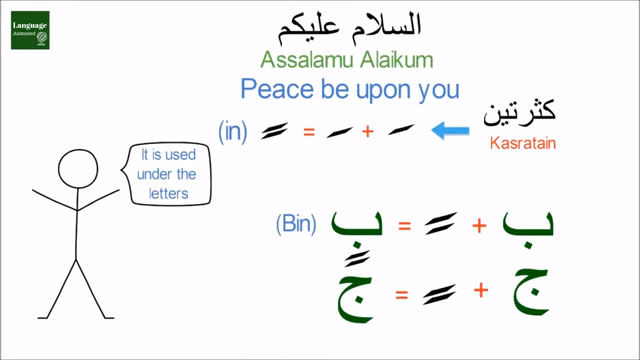 Language
Animated
السلام عليكم
Assalamu Alaikum
Peace be upon you
(in) = + كثرتين
Kasratain
It is used
under the
letters
(Bin) بٍ = + ب
ج = + ج